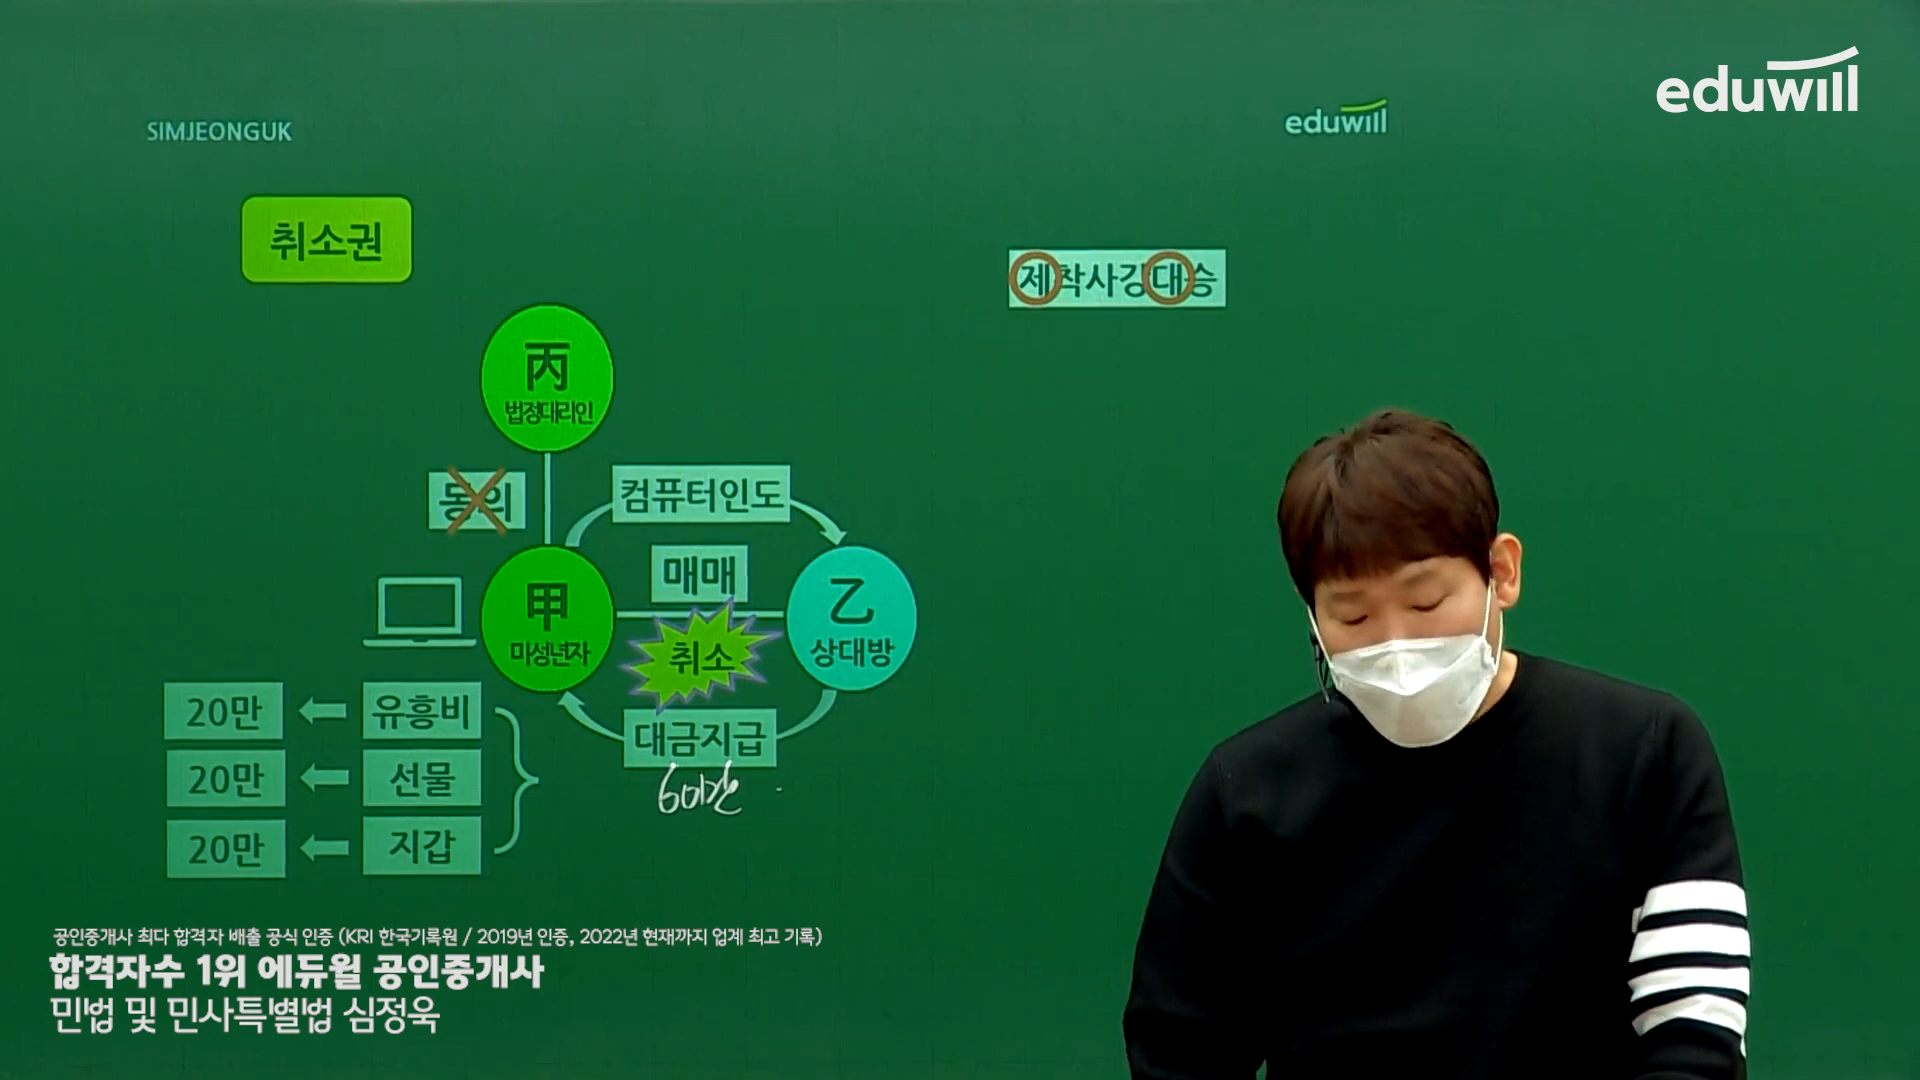 eduwill
SIMJEONGUK
eduwill
취소권
제착사강대승
丙
법정대리인
동의
컴퓨터인도
매매
甲
미성년자
乙
상대방
취소
20만
유흥비
대금지급
20만
선물
20만
지갑
공인중개사 최다 합격자 배출 공식 인증 (KRI 한국기록원 / 2019년 인증, 2022년 현재까지 업계 최고 기록)
합격자수 1위 에듀윌 공인중개사
민법 및 민사특별법 심정욱